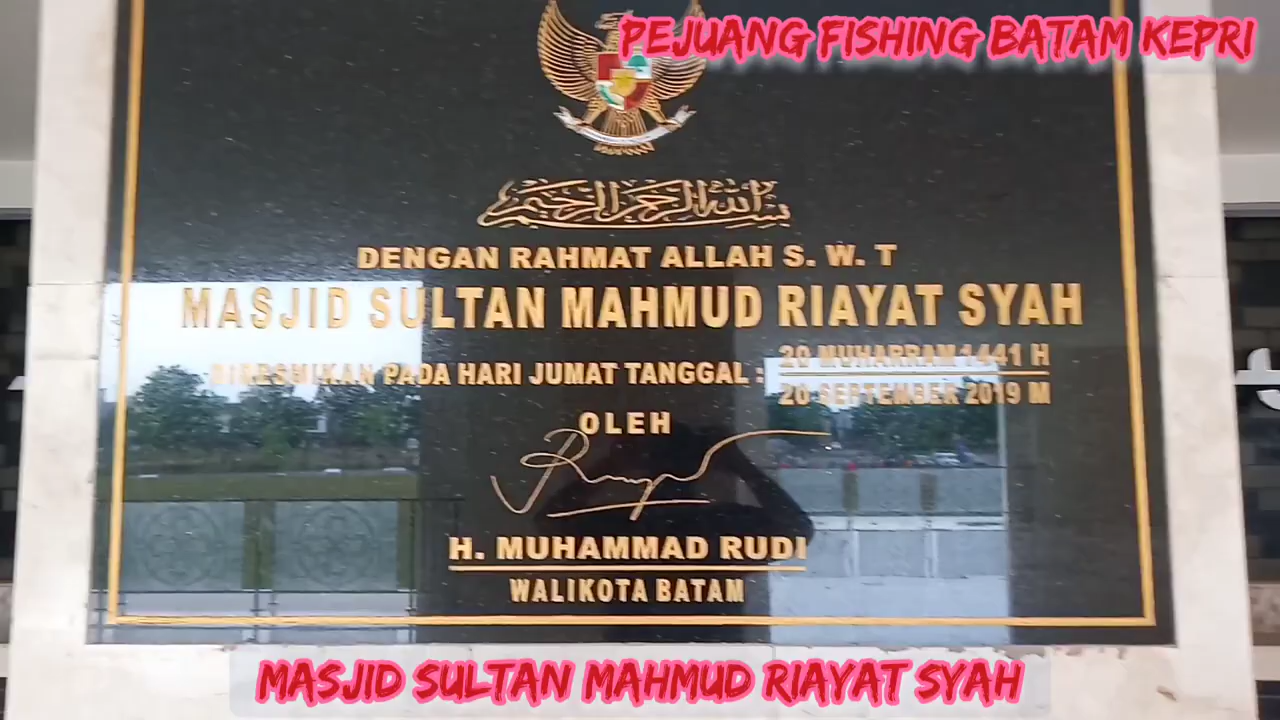 PEJUANG FISHING BATAM KEPRI
بسم الله الرحمن الرحيم
DENGAN RAHMAT ALLAH S. W. T
MASJID SULTAN MAHMUD RIAYAT SYAH
DIRESMIKAN PADA HARI JUMAT TANGGAL : 20 MUHARRAM 1441 H
20 SEPTEMBER 2019 M
OLEH
H. MUHAMMAD RUDI
WALIKOTA BATAM
MASJID SULTAN MAHMUD RIAYAT SYAH